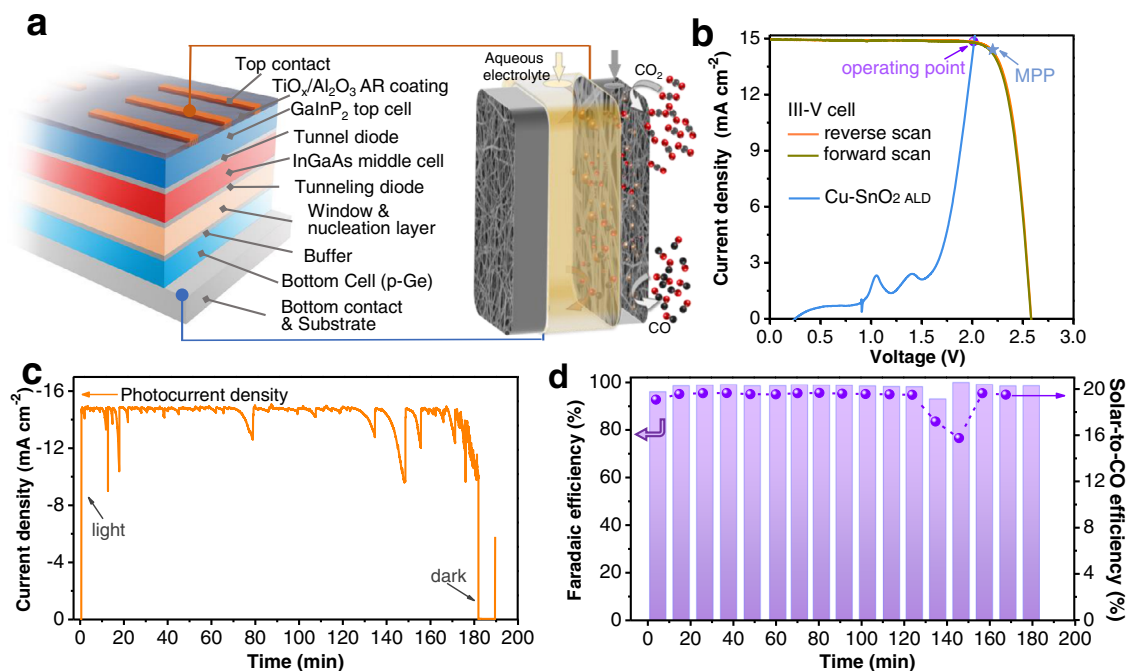 a
Top contact
TiOx/Al2O3 AR coating
GaInP2 top cell
Tunnel diode
InGaAs middle cell
Tunneling diode
Window &
nucleation layer
Buffer
Bottom Cell (p-Ge)
Bottom contact
& Substrate
Aqueous
electrolyte
CO2
CO
b
Current density (mA cm-2)
15
12
9
6
3
0
operating point
MPP
III-V cell
reverse scan
forward scan
Cu-SnO2 ALD
0.0 0.5 1.0 1.5 2.0 2.5 3.0
Voltage (V)
c
Current density (mA cm-2)
-16
-12
-8
-4
0
Photocurrent density
light
dark
0 20 40 60 80 100 120 140 160 180 200
Time (min)
d
Faradaic efficiency (%)
100
80
60
40
20
0
Solar-to-CO
efficiency (%)
20
16
12
8
4
0
0 20 40 60 80 100 120 140 160 180 200
Time (min)